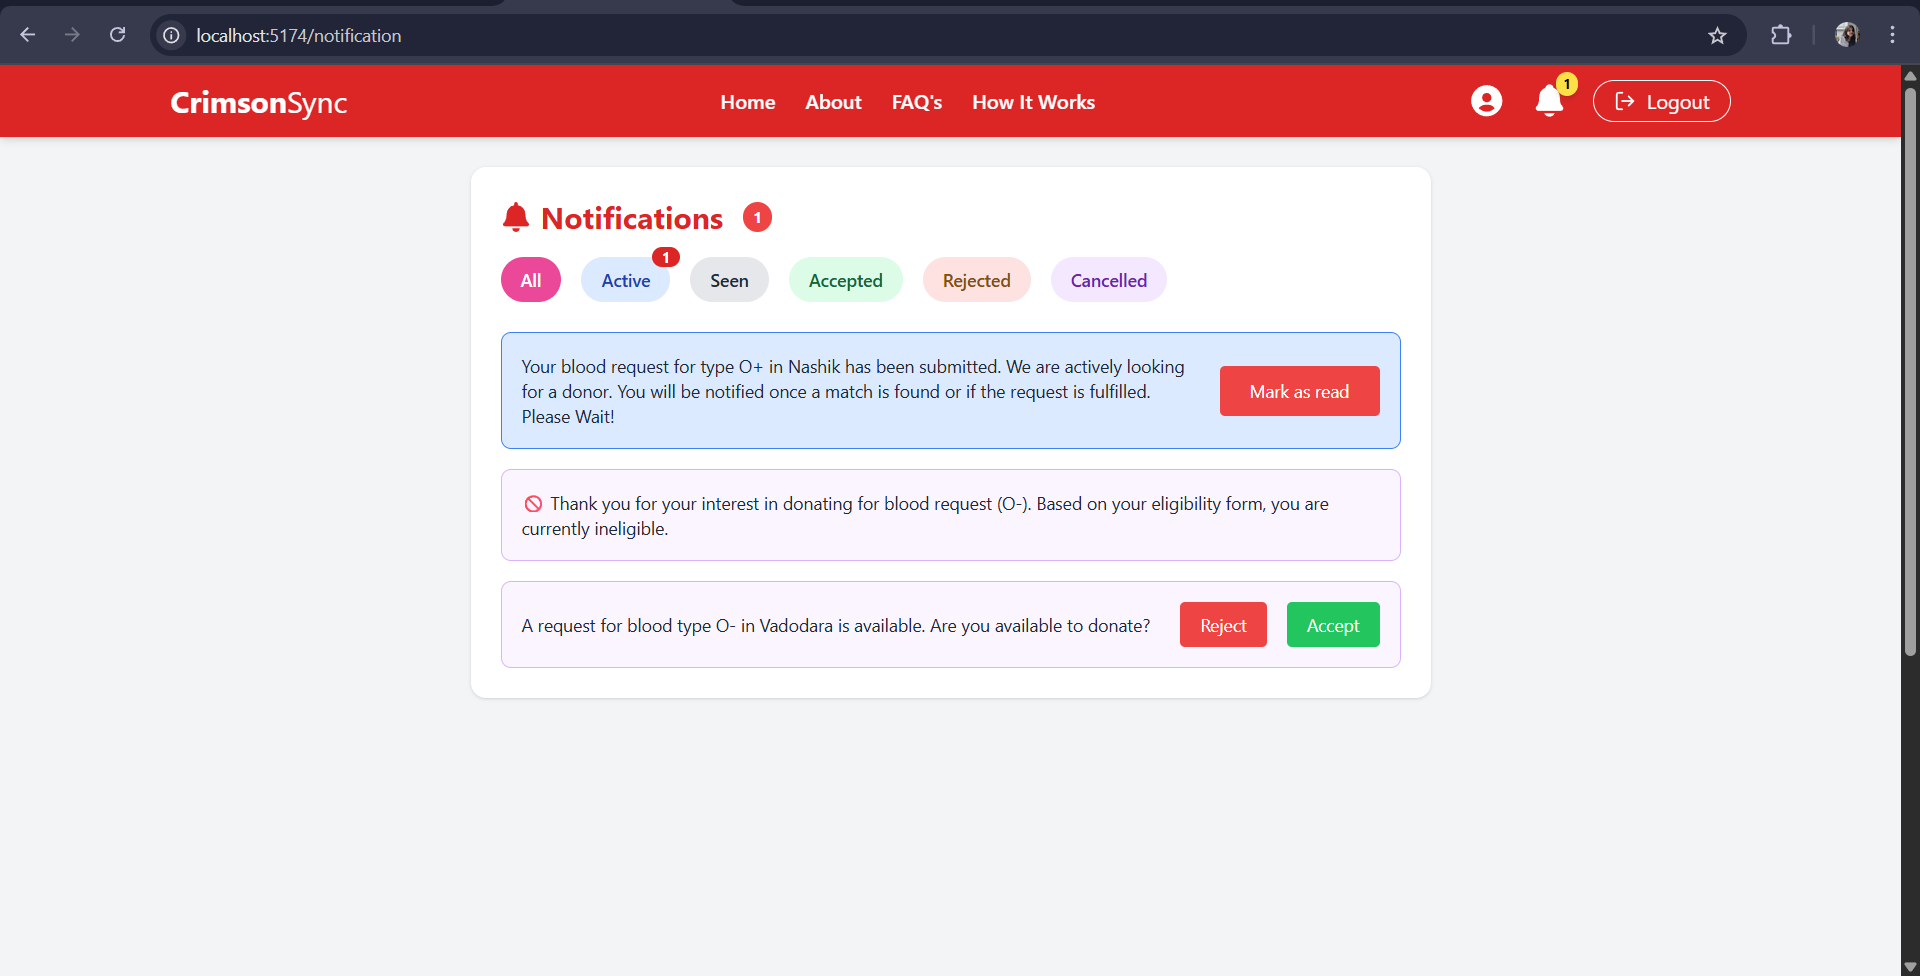 localhost:5174/notification
CrimsonSync
Home About FAQ's How It Works
1
Logout
Notifications 1
All Active 1 Seen Accepted Rejected Cancelled
Your blood request for type O+ in Nashik has been submitted. We are actively looking
for a donor. You will be notified once a match is found or if the request is fulfilled.
Please Wait!
Mark as read
Thank you for your interest in donating for blood request (O-). Based on your eligibility form, you are
currently ineligible.
A request for blood type O- in Vadodara is available. Are you available to donate?
Reject Accept